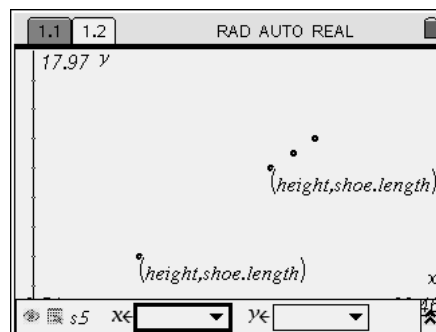 1.1 1.2 RAD AUTO REAL
17.97 y
(height,shoe.length)
(height,shoe.length)
x
s5 x← y←